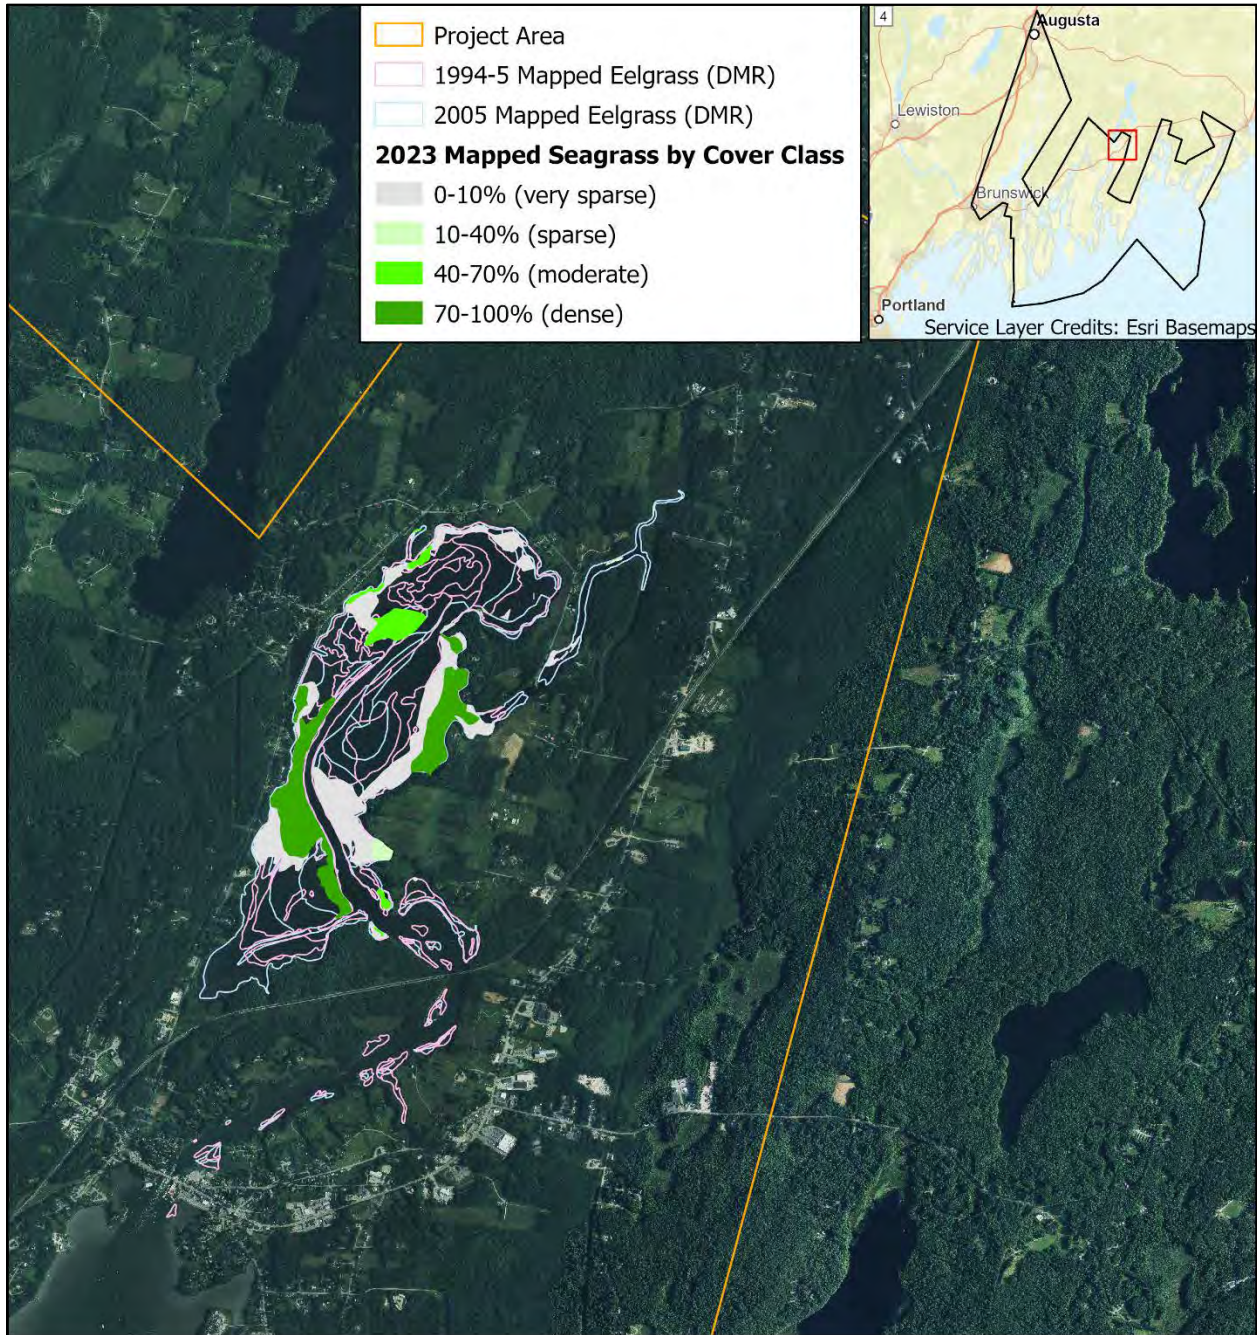 Project Area
1994-5 Mapped Eelgrass (DMR)
2005 Mapped Eelgrass (DMR)
2023 Mapped Seagrass by Cover Class
0-10% (very sparse)
10-40% (sparse)
40-70% (moderate)
70-100% (dense)
4
Augusta
Lewiston
Brunswick
Portland
Service Layer Credits: Esri Basemaps